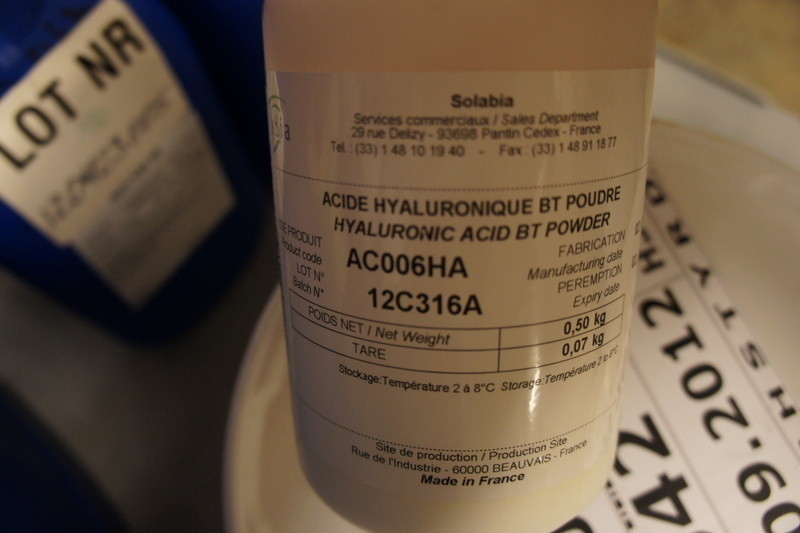 Solabia
Services commerciaux / Sales Department
29 rue Delizy - 93698 Pantin Cedex - France
Tel : (33) 1 48 10 19 40 - Fax : (33) 1 48 91 18 77
ACIDE HYALURONIQUE BT POUDRE
HYALURONIC ACID BT POWDER
DE PRODUIT
Product code AC006HA
LOT N°
Batch N° 12C316A
FABRICATION
Manufacturing date
PEREMPTION
Expiry date
POIDS NET / Net Weight 0,50 kg
TARE 0,07 kg
Stockage:Température 2 à 8°C Storage:Température 2 to 8°C
Site de production / Production Site
Rue de l'Industrie - 60000 BEAUVAIS - France
Made in France
LOT NR
09.2012
42